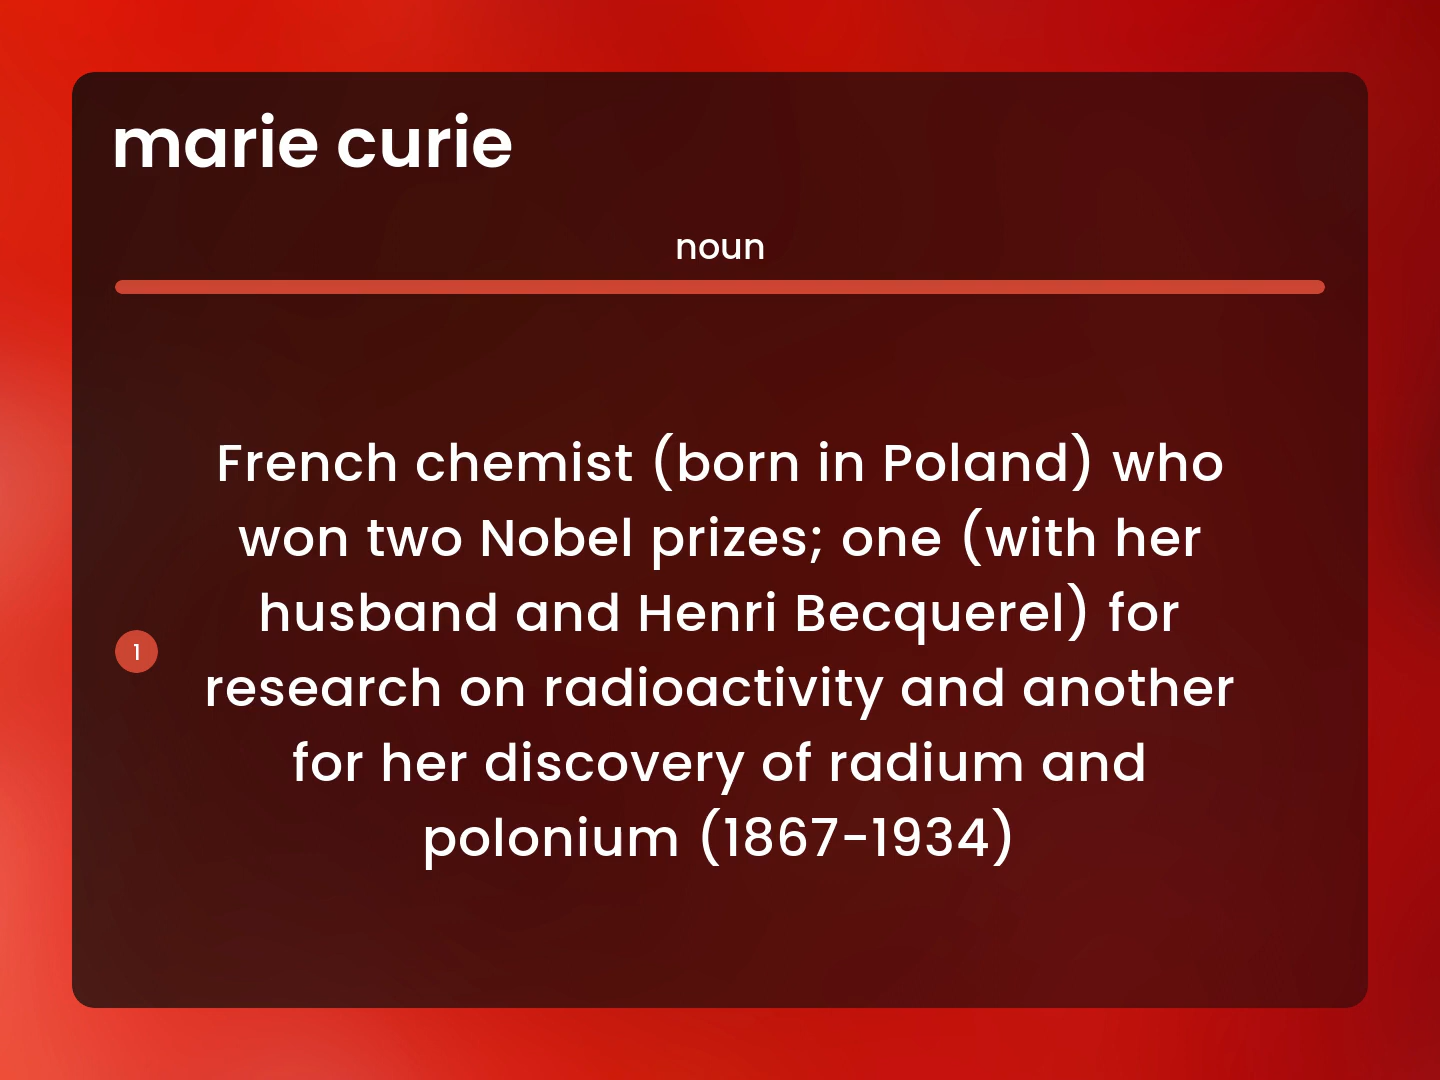 marie curie
noun
1
French chemist (born in Poland) who
won two Nobel prizes; one (with her
husband and Henri Becquerel) for
research on radioactivity and another
for her discovery of radium and
polonium (1867-1934)